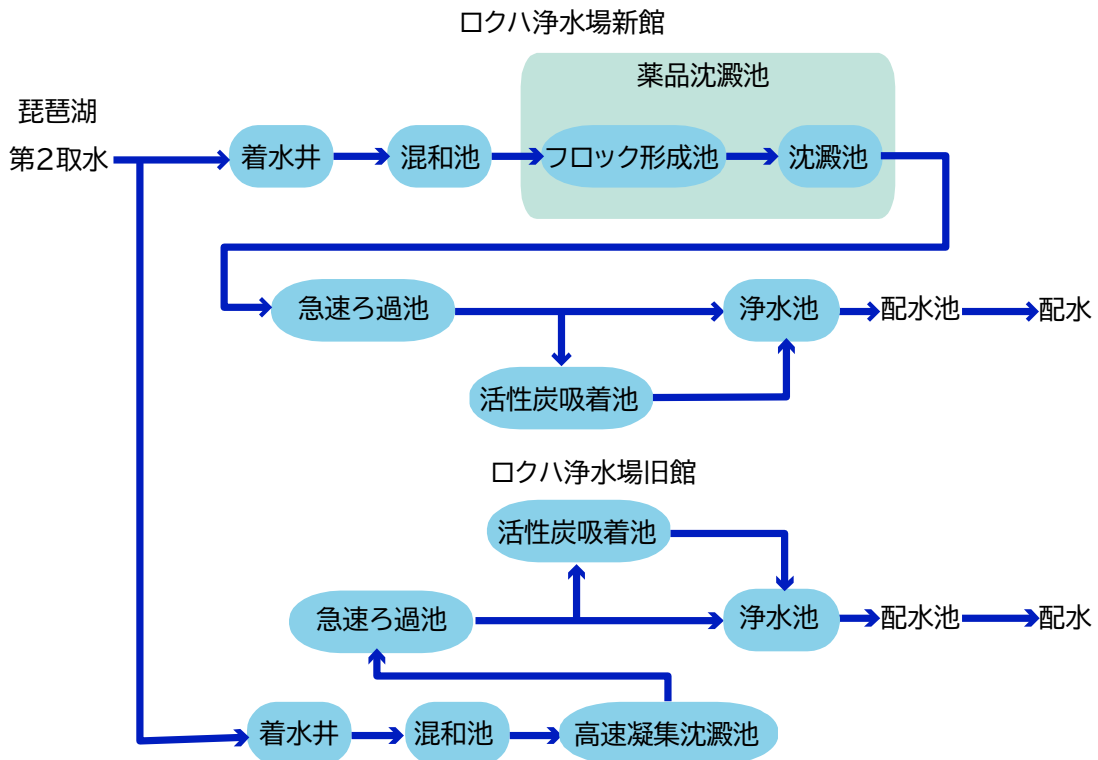 ロクハ浄水場新館
薬品沈澱池
琵琶湖
第2取水
着水井
混和池
フロック形成池
沈澱池
急速ろ過池
浄水池
配水池
配水
活性炭吸着池
ロクハ浄水場旧館
活性炭吸着池
急速ろ過池
浄水池
配水池
配水
着水井
混和池
高速凝集沈澱池